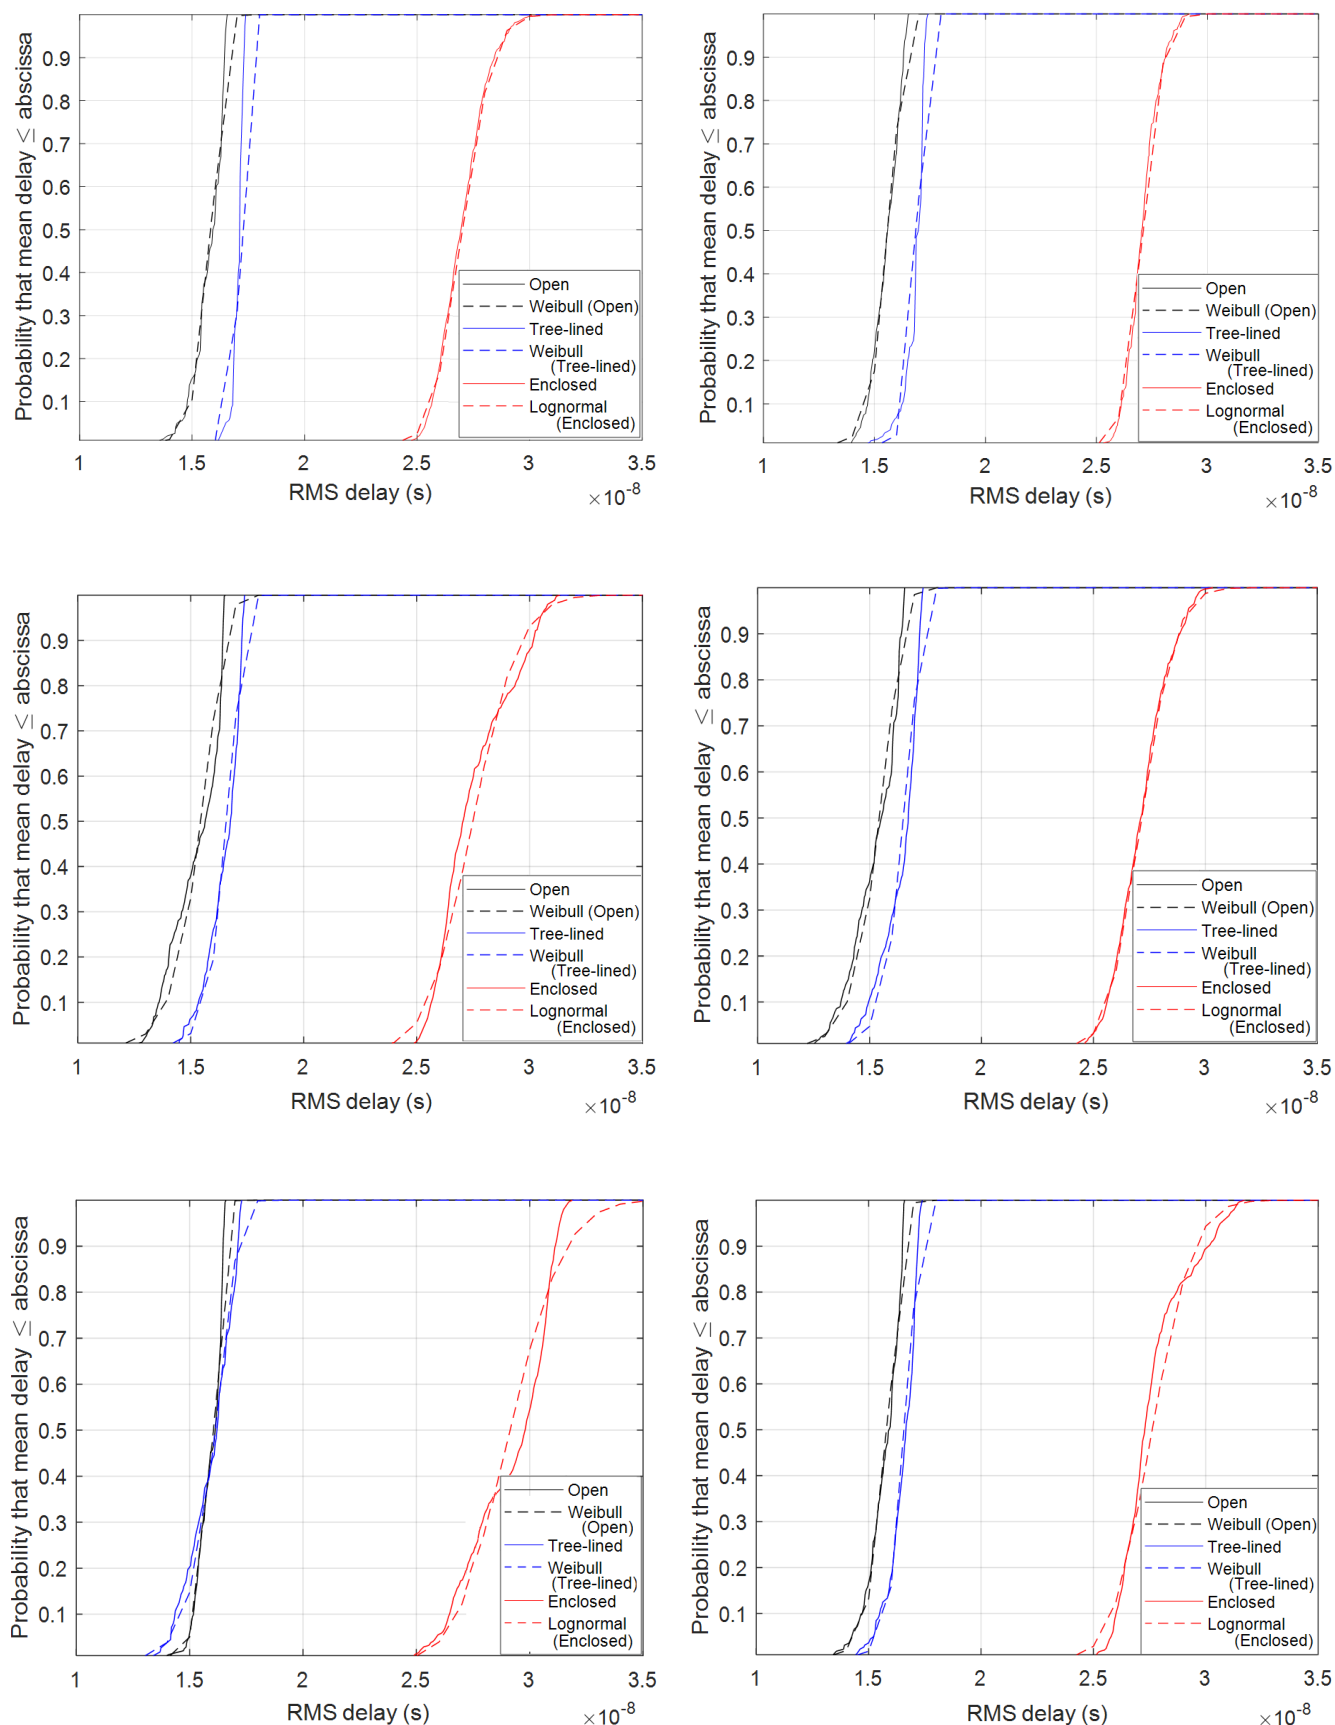 Probability that mean delay ≤ abscissa
0.9
0.8
0.7
0.6
0.5
0.4
0.3
0.2
0.1
1
1.5
2
2.5
3
3.5
RMS delay (s)
×10-8
Open
Weibull (Open)
Tree-lined
Weibull
(Tree-lined)
Enclosed
Lognormal
(Enclosed)
Probability that mean delay ≤ abscissa
0.9
0.8
0.7
0.6
0.5
0.4
0.3
0.2
0.1
1
1.5
2
2.5
3
3.5
RMS delay (s)
×10-8
Open
Weibull (Open)
Tree-lined
Weibull
(Tree-lined)
Enclosed
Lognormal
(Enclosed)
Probability that mean delay ≤ abscissa
0.9
0.8
0.7
0.6
0.5
0.4
0.3
0.2
0.1
1
1.5
2
2.5
3
3.5
RMS delay (s)
×10-8
Open
Weibull (Open)
Tree-lined
Weibull
(Tree-lined)
Enclosed
Lognormal
(Enclosed)
Probability that mean delay ≤ abscissa
0.9
0.8
0.7
0.6
0.5
0.4
0.3
0.2
0.1
1
1.5
2
2.5
3
3.5
RMS delay (s)
×10-8
Open
Weibull (Open)
Tree-lined
Weibull
(Tree-lined)
Enclosed
Lognormal
(Enclosed)
Probability that mean delay ≤ abscissa
0.9
0.8
0.7
0.6
0.5
0.4
0.3
0.2
0.1
1
1.5
2
2.5
3
3.5
RMS delay (s)
×10-8
Open
Weibull
(Open)
Tree-lined
Weibull
(Tree-lined)
Enclosed
Lognormal
(Enclosed)
Probability that mean delay ≤ abscissa
0.9
0.8
0.7
0.6
0.5
0.4
0.3
0.2
0.1
1
1.5
2
2.5
3
3.5
RMS delay (s)
×10-8
Open
Weibull (Open)
Tree-lined
Weibull
(Tree-lined)
Enclosed
Lognormal
(Enclosed)